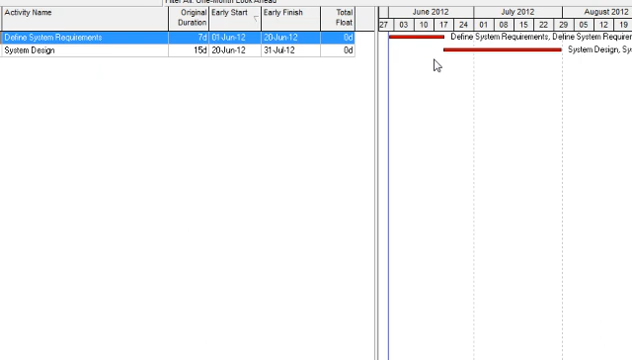 Filter All: One-Month Look Ahead
Activity Name Original Duration Early Start Early Finish Total Float
Define System Requirements 7d 01-Jun-12 20-Jun-12 0d
System Design 15d 20-Jun-12 31-Jul-12 0d
June 2012 July 2012 August 2012
27 03 10 17 24 01 08 15 22 29 05 12 19
Define System Requirements, Define System Requirer
System Design, Sy